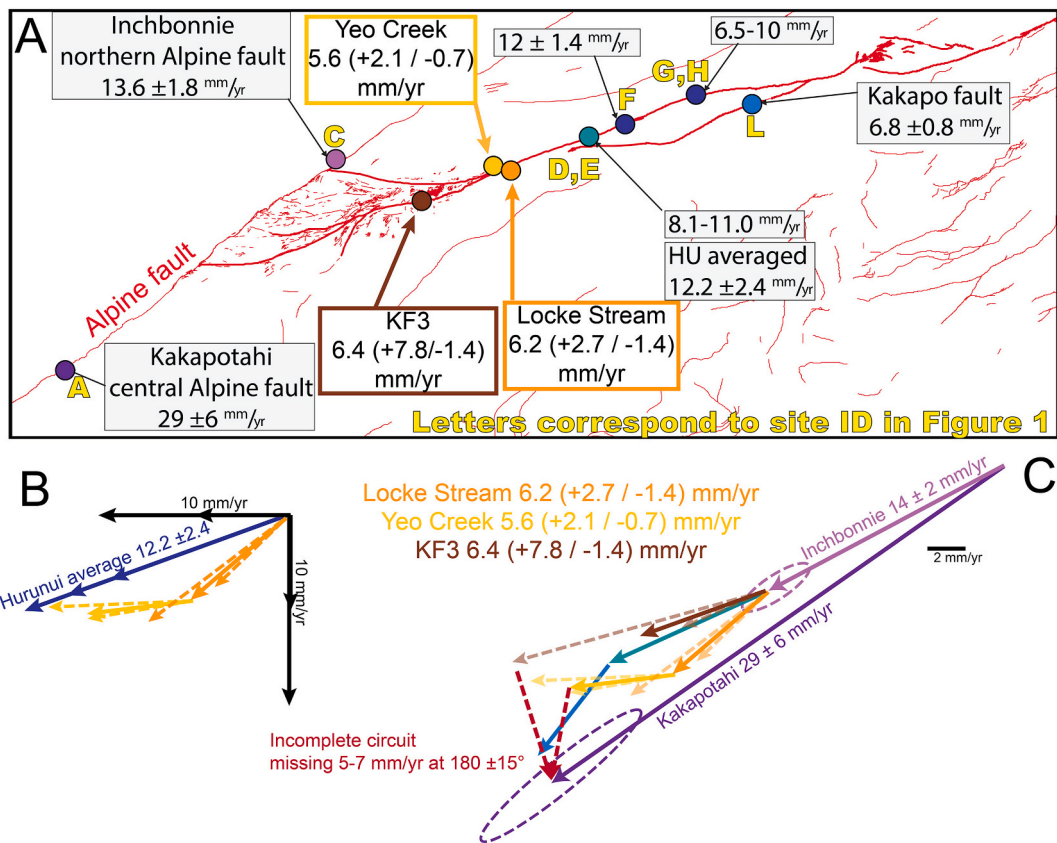 A
Inchbonnie
northern Alpine fault
13.6 ±1.8 mm/yr
Yeo Creek
5.6 (+2.1 / -0.7)
mm/yr
12 ± 1.4 mm/yr
6.5-10 mm/yr
G,H
F
C
L
Kakapo fault
6.8 ±0.8 mm/yr
D,E
8.1-11.0 mm/yr
HU averaged
12.2 ±2.4 mm/yr
Alpine fault
KF3
6.4 (+7.8/-1.4)
mm/yr
Locke Stream
6.2 (+2.7 / -1.4)
mm/yr
A
Kakapotahi
central Alpine fault
29 ±6 mm/yr
Letters correspond to site ID in Figure 1
B
10 mm/yr
Hurunui average 12.2 ±2.4
10 mm/yr
Locke Stream 6.2 (+2.7 / -1.4) mm/yr
Yeo Creek 5.6 (+2.1 / -0.7) mm/yr
KF3 6.4 (+7.8 / -1.4) mm/yr
C
Inchbonnie 14 ± 2 mm/yr
2 mm/yr
Kakapotahi 29 ± 6 mm/yr
Incomplete circuit
missing 5-7 mm/yr at 180 ±15°